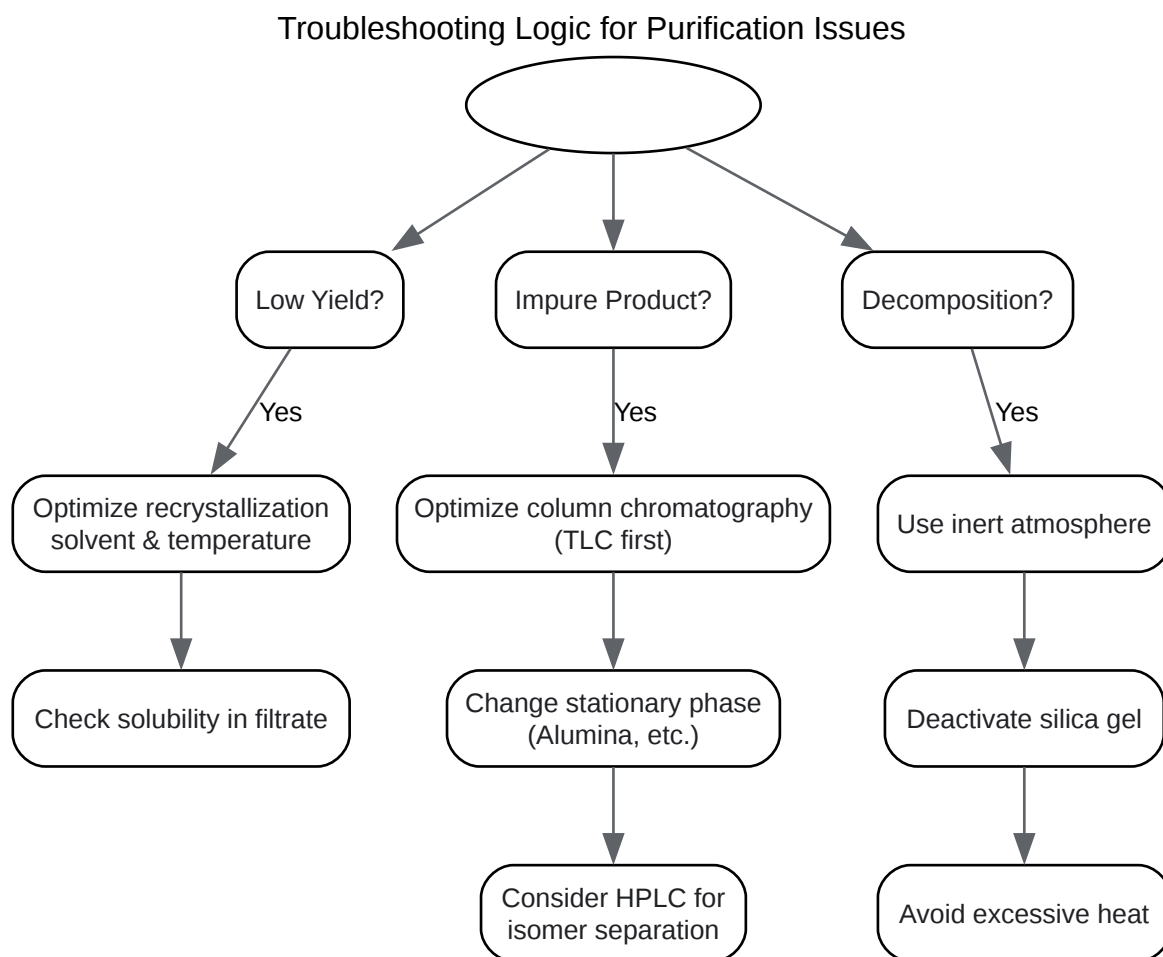 Troubleshooting Logic for Purification Issues
Low Yield?
Impure Product?
Decomposition?
Yes
Yes
Yes
Optimize recrystallization
solvent & temperature
Optimize column chromatography
(TLC first)
Use inert atmosphere
Check solubility in filtrate
Change stationary phase
(Alumina, etc.)
Deactivate silica gel
Consider HPLC for
isomer separation
Avoid excessive heat